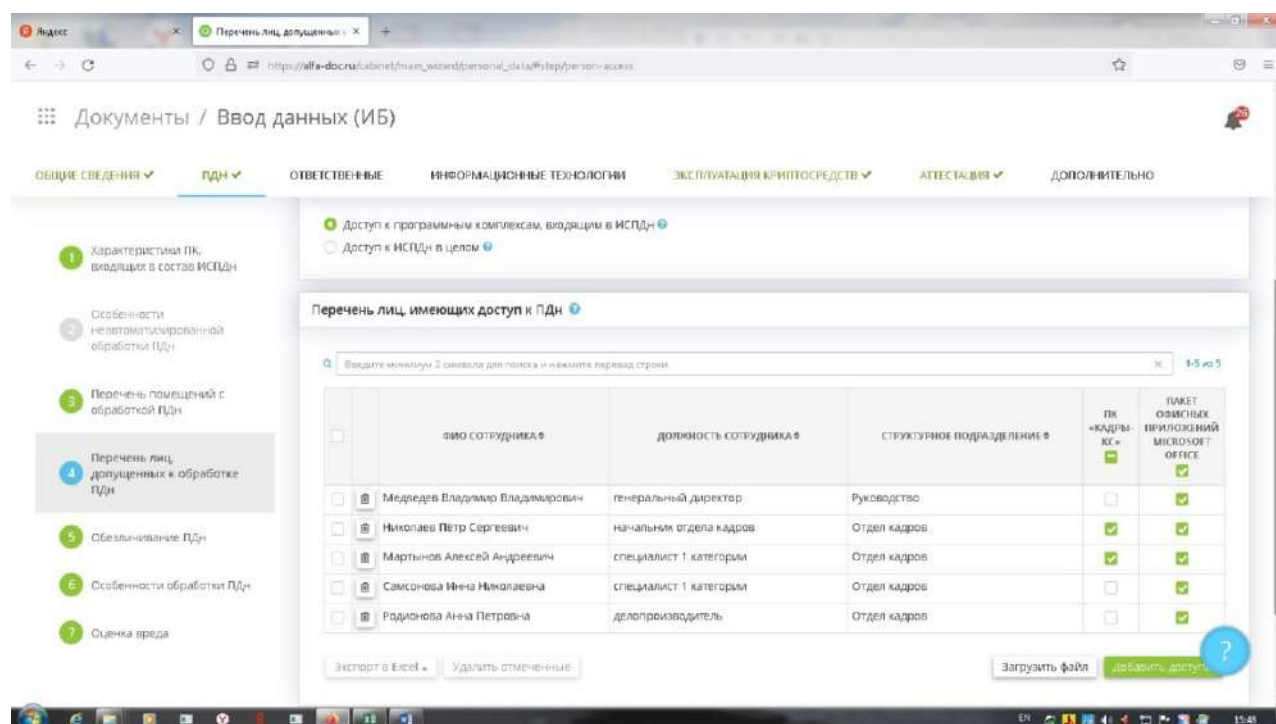 Яндекс
Перечень лиц, допущенных к
https://alfa-doc.ru/cabinet/main_wizard/personal_data/#step/person-access
Документы / Ввод данных (ИБ)
26
ОБЩИЕ СВЕДЕНИЯ
ПДН
ОТВЕТСТВЕННЫЕ
ИНФОРМАЦИОННЫЕ ТЕХНОЛОГИИ
ЭКСПЛУАТАЦИЯ КРИПТОСРЕДСТВ
АТТЕСТАЦИЯ
ДОПОЛНИТЕЛЬНО
1
Характеристики ПК,
входящих в состав ИСПДн
2
Особенности
неавтоматизированной
обработки ПДн
3
Перечень помещений с
обработкой ПДн
4
Перечень лиц,
допущенных к обработке
ПДн
5
Обезличивание ПДн
6
Особенности обработки ПДн
7
Оценка вреда
Доступ к программным комплексам, входящим в ИСПДн
Доступ к ИСПДн в целом
Перечень лиц, имеющих доступ к ПДн
Введите минимум 2 символа для поиска и нажмите перевод строки
1-5 из 5
ФИО СОТРУДНИКА
ДОЛЖНОСТЬ СОТРУДНИКА
СТРУКТУРНОЕ ПОДРАЗДЕЛЕНИЕ
ПК
«КАДРЫ-
КС»
ПАКЕТ
ОФИСНЫХ
ПРИЛОЖЕНИЙ
MICROSOFT
OFFICE
Медведев Владимир Владимирович генеральный директор Руководство
Николаев Пётр Сергеевич начальник отдела кадров Отдел кадров
Мартынов Алексей Андреевич специалист 1 категории Отдел кадров
Самсонова Инна Николаевна специалист 1 категории Отдел кадров
Родионова Анна Петровна делопроизводитель Отдел кадров
Экспорт в Excel
Удалить отмеченные
Загрузить файл
Добавить доступ
?
EN
15:48